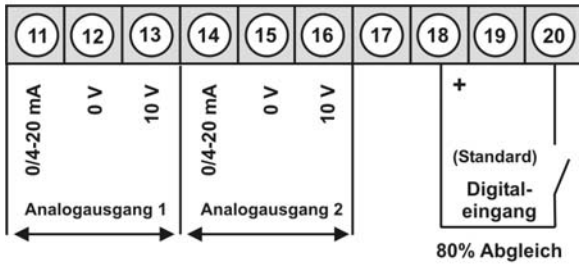 11 12 13 14 15 16 17 18 19 20
0/4-20 mA
0 V
10 V
0/4-20 mA
0 V
10 V
+
(Standard)
Digital-
eingang
Analogausgang 1
Analogausgang 2
80% Abgleich